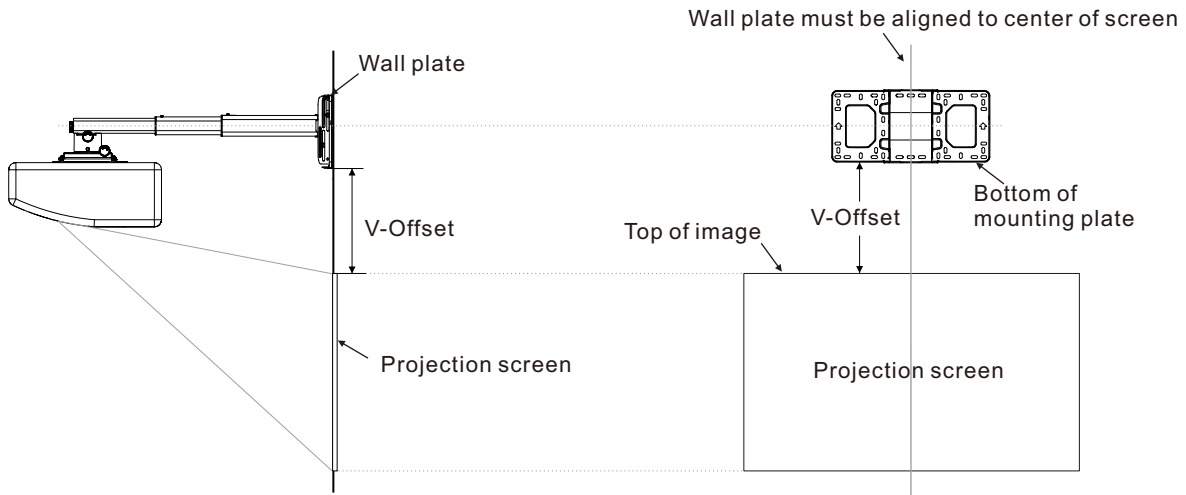 Wall plate must be aligned to center of screen
Wall plate
V-Offset
V-Offset
Bottom of
mounting plate
Top of image
Projection screen
Projection screen